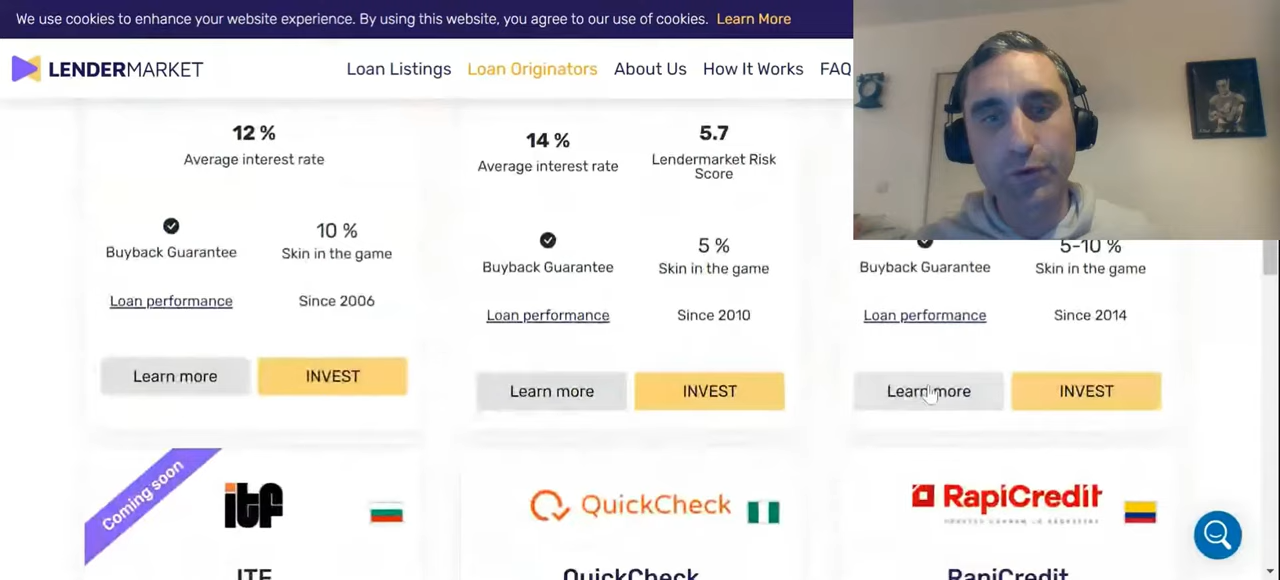 We use cookies to enhance your website experience. By using this website, you agree to our use of cookies. Learn More
LENDERMARKET
Loan Listings Loan Originators About Us How It Works FAQ
12 %
Average interest rate
Buyback Guarantee
10 %
Skin in the game
Loan performance
Since 2006
Learn more
INVEST
14 %
Average interest rate
5.7
Lendermarket Risk
Score
Buyback Guarantee
5 %
Skin in the game
Loan performance
Since 2010
Learn more
INVEST
Buyback Guarantee
5-10 %
Skin in the game
Loan performance
Since 2014
Learn more
INVEST
Coming soon
itf
ITF
QuickCheck
QuickCheck
RapiCredit
RapiCredit